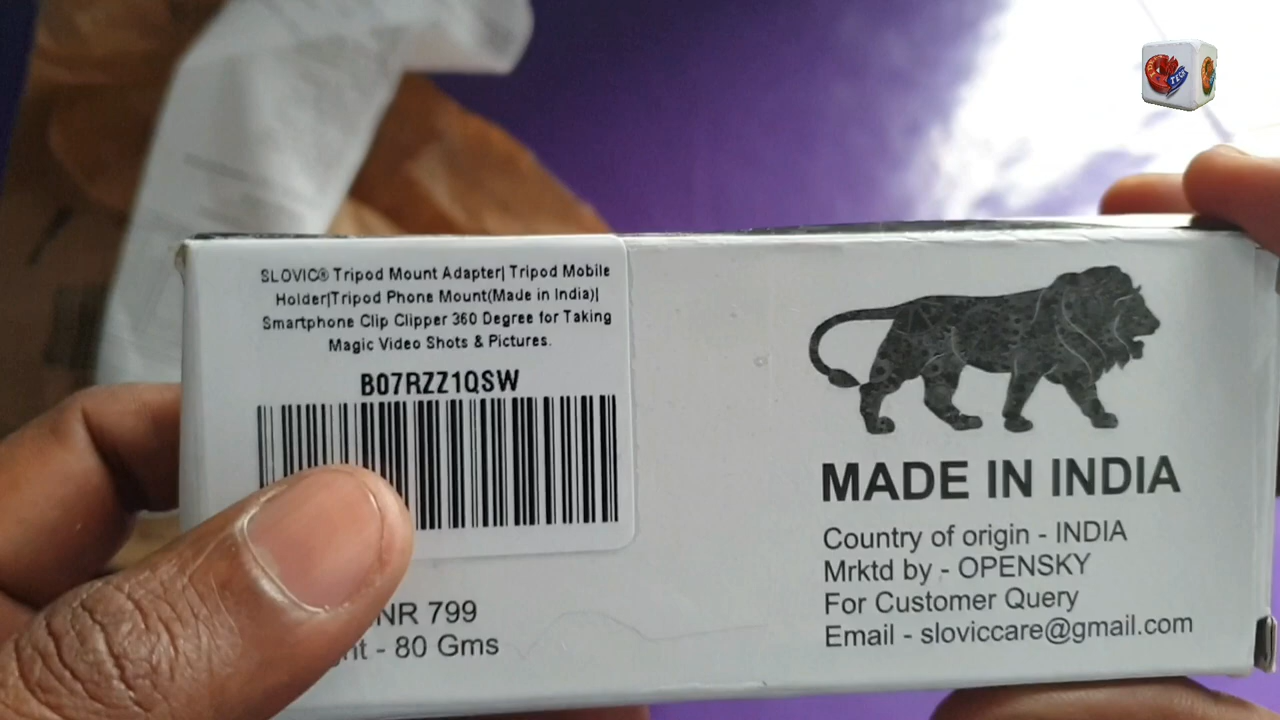 SLOVIC® Tripod Mount Adapter| Tripod Mobile
Holder|Tripod Phone Mount(Made in India)|
Smartphone Clip Clipper 360 Degree for Taking
Magic Video Shots & Pictures.
B07RZZ1QSW
NR 799
- 80 Gms
MADE IN INDIA
Country of origin - INDIA
Mrktd by - OPENSKY
For Customer Query
Email - sloviccare@gmail.com
TECH